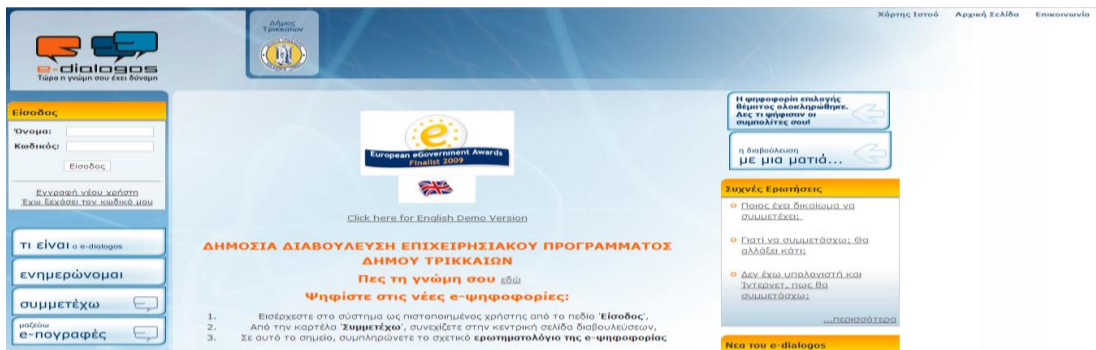 Χάρτης Ιστού Αρχική Σελίδα Επικοινωνία
Δήμος
Τρικκαίων
e-dialogos
Τώρα η γνώμη σου έχει δύναμη
Είσοδος
Όνομα:
Κωδικός:
Είσοδος
Εγγραφή νέου χρήστη
Έχω ξεχάσει τον κωδικό μου
τι είναι ο e-dialogos
ενημερώνομαι
συμμετέχω
μαζεύω
e-πογραφές
e
European eGovernment Awards
Finalist 2009
Click here for English Demo Version
ΔΗΜΟΣΙΑ ΔΙΑΒΟΥΛΕΥΣΗ ΕΠΙΧΕΙΡΗΣΙΑΚΟΥ ΠΡΟΓΡΑΜΜΑΤΟΣ
ΔΗΜΟΥ ΤΡΙΚΚΑΙΩΝ
Πες τη γνώμη σου εδώ
Ψηφίστε στις νέες e-ψηφοφορίες:
1. Εισέρχεστε στο σύστημα ως πιστοποιημένος χρήστης από το πεδίο 'Είσοδος',
2. Από την καρτέλα 'Συμμετέχω', συνεχίζετε στην κεντρική σελίδα διαβουλεύσεων,
3. Σε αυτό το σημείο, συμπληρώνετε το σχετικό ερωτηματολόγιο της e-ψηφοφορίας
Η ψηφοφορία επιλογής
θέματος ολοκληρώθηκε.
Δες τι ψήφισαν οι
συμπολίτες σου!
η διαβούλευση
με μια ματιά...
Συχνές Ερωτήσεις
Ποιος έχει δικαίωμα να
συμμετέχει;
Γιατί να συμμετάσχω; Θα
αλλάξει κάτι;
Δεν έχω υπολογιστή και
Ίντερνετ, πως θα
συμμετάσχω;
...περισσότερα
Νεα του e-dialogos